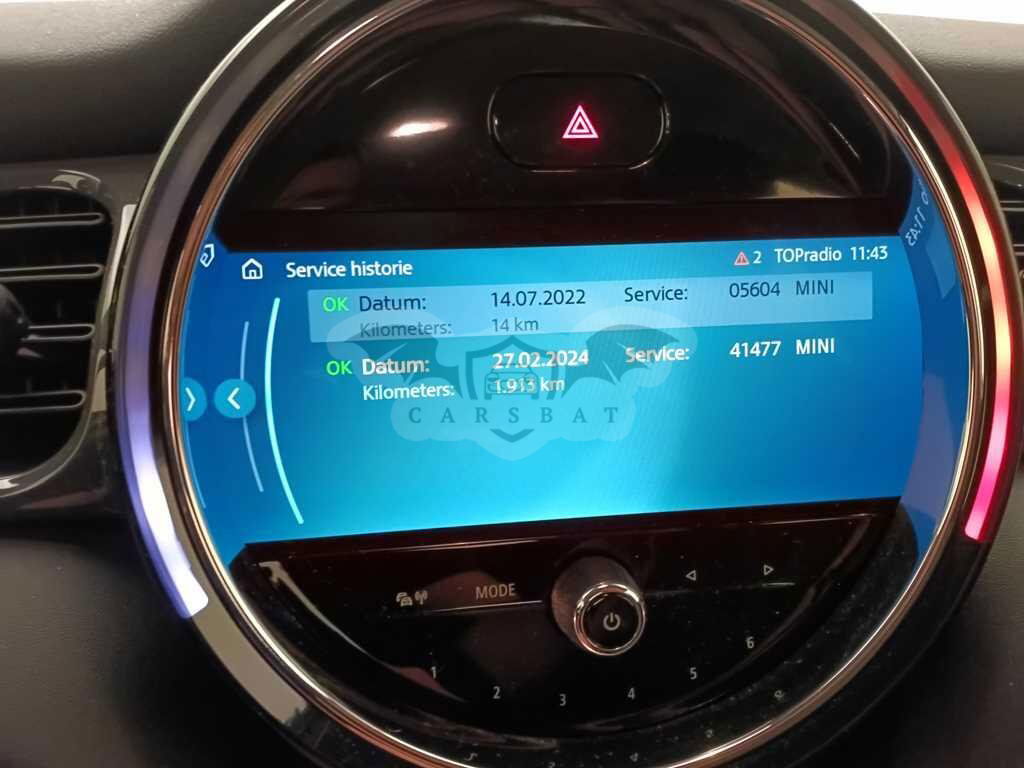 Service historie
2 TOPradio 11:43
OK Datum: 14.07.2022 Service: 05604 MINI
Kilometers: 14 km
OK Datum: 27.02.2024 Service: 41477 MINI
Kilometers: 1.913 km
CARSBAT
MODE
1 2 3 4 5 6